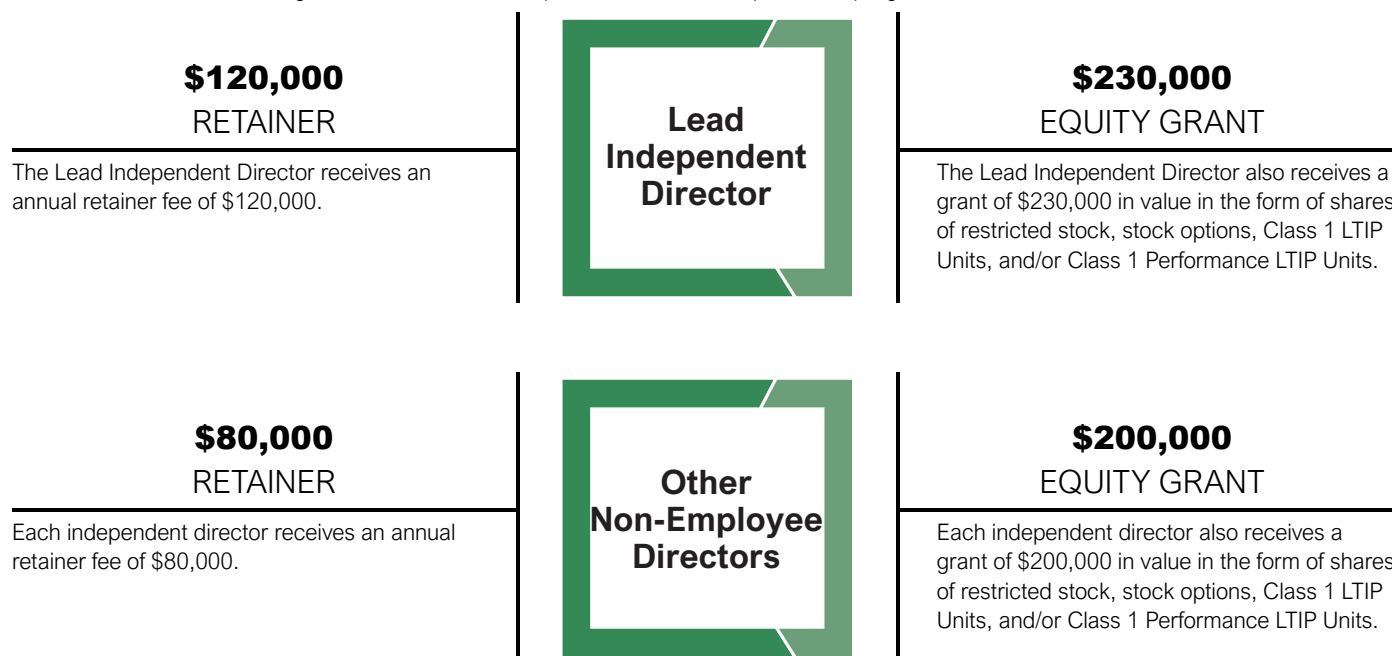 $120,000
RETAINER
The Lead Independent Director receives an
annual retainer fee of $120,000.
Lead
Independent
Director
$230,000
EQUITY GRANT
The Lead Independent Director also receives a
grant of $230,000 in value in the form of shares
of restricted stock, stock options, Class 1 LTIP
Units, and/or Class 1 Performance LTIP Units.
$80,000
RETAINER
Each independent director receives an annual
retainer fee of $80,000.
Other
Non-Employee
Directors
$200,000
EQUITY GRANT
Each independent director also receives a
grant of $200,000 in value in the form of shares
of restricted stock, stock options, Class 1 LTIP
Units, and/or Class 1 Performance LTIP Units.